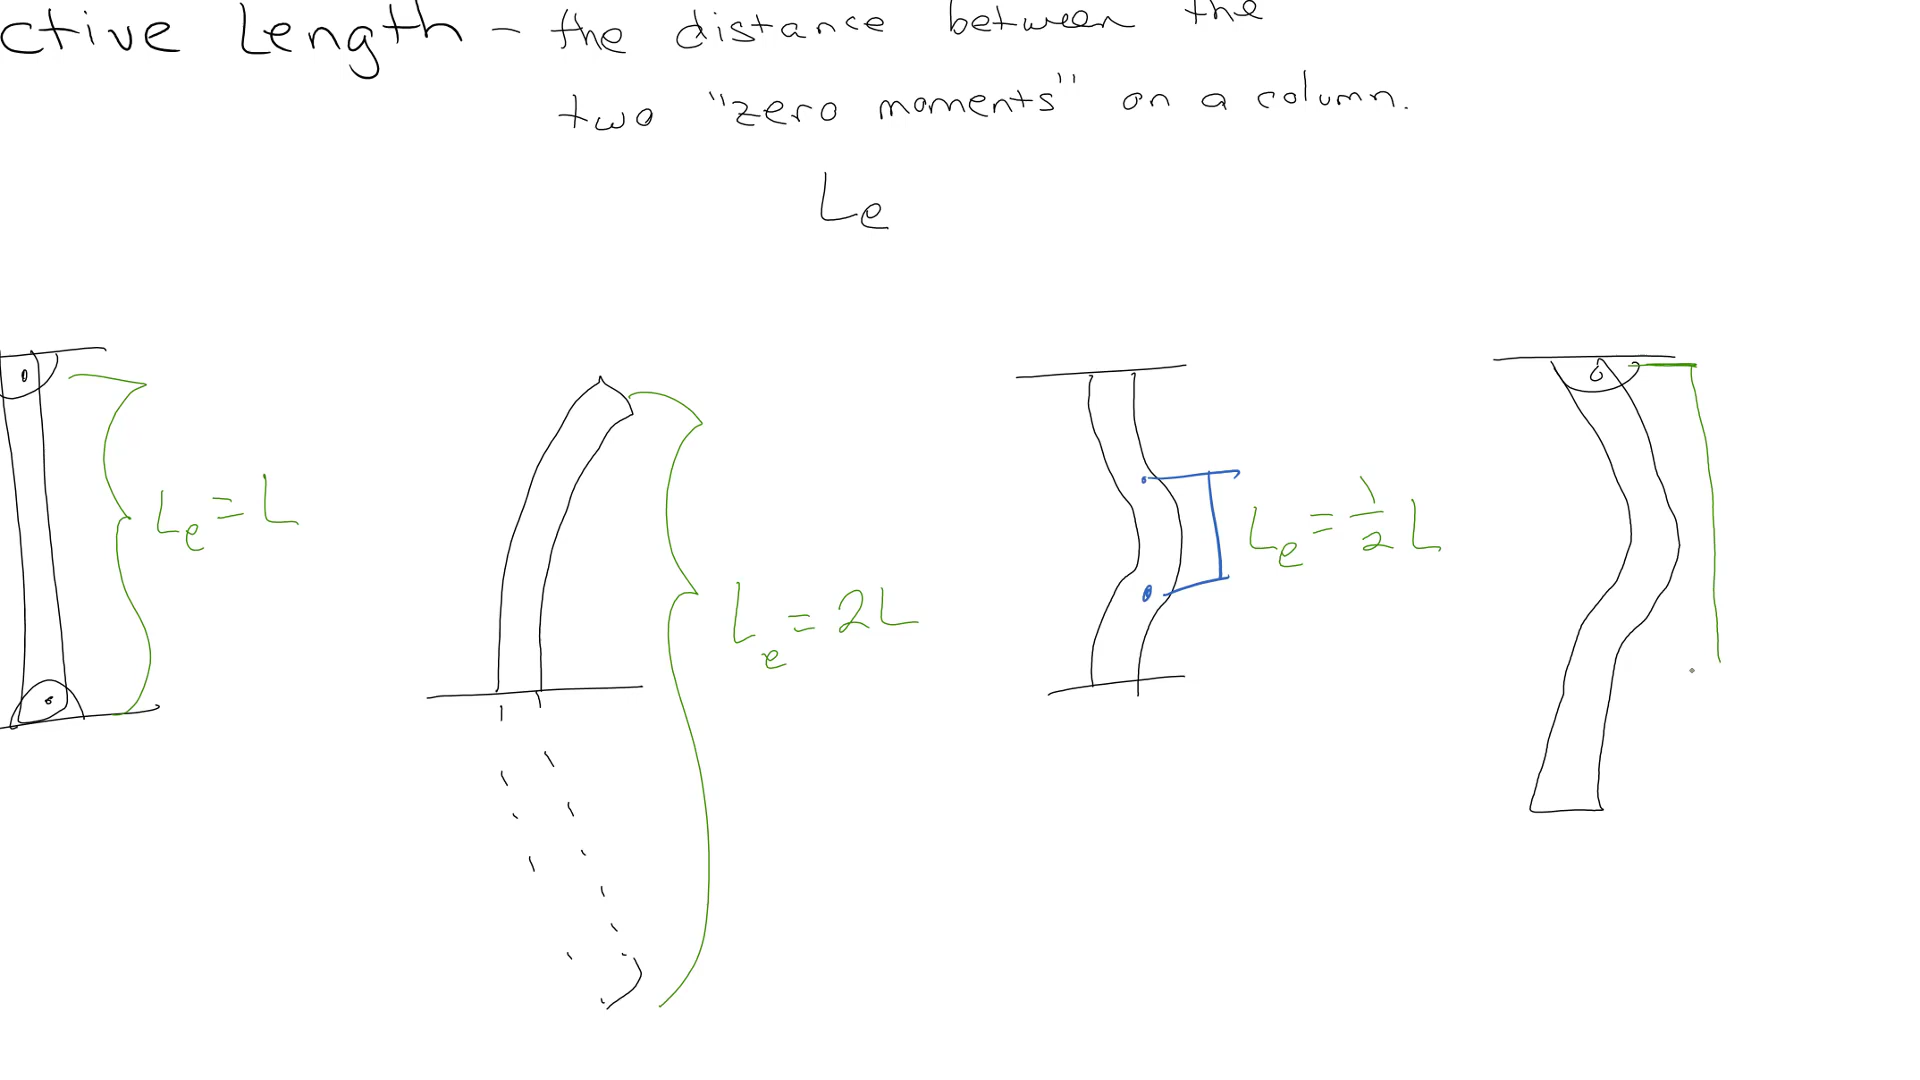 ctive Length - the distance between the
two "zero moments" on a column.
Le
Le = L
Le = 2L
Le = 1/2 L